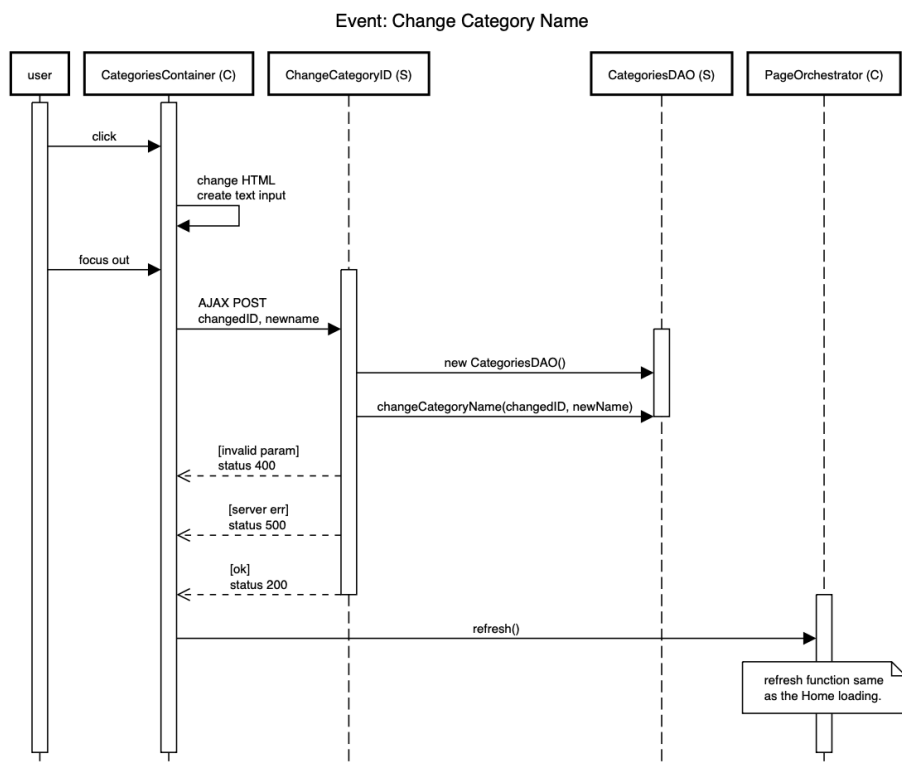 Event: Change Category Name
user
CategoriesContainer (C)
ChangeCategoryID (S)
CategoriesDAO (S)
PageOrchestrator (C)
click
change HTML
create text input
focus out
AJAX POST
changedID, newname
new CategoriesDAO()
changeCategoryName(changedID, newName)
[invalid param]
status 400
[server err]
status 500
[ok]
status 200
refresh()
refresh function same
as the Home loading.